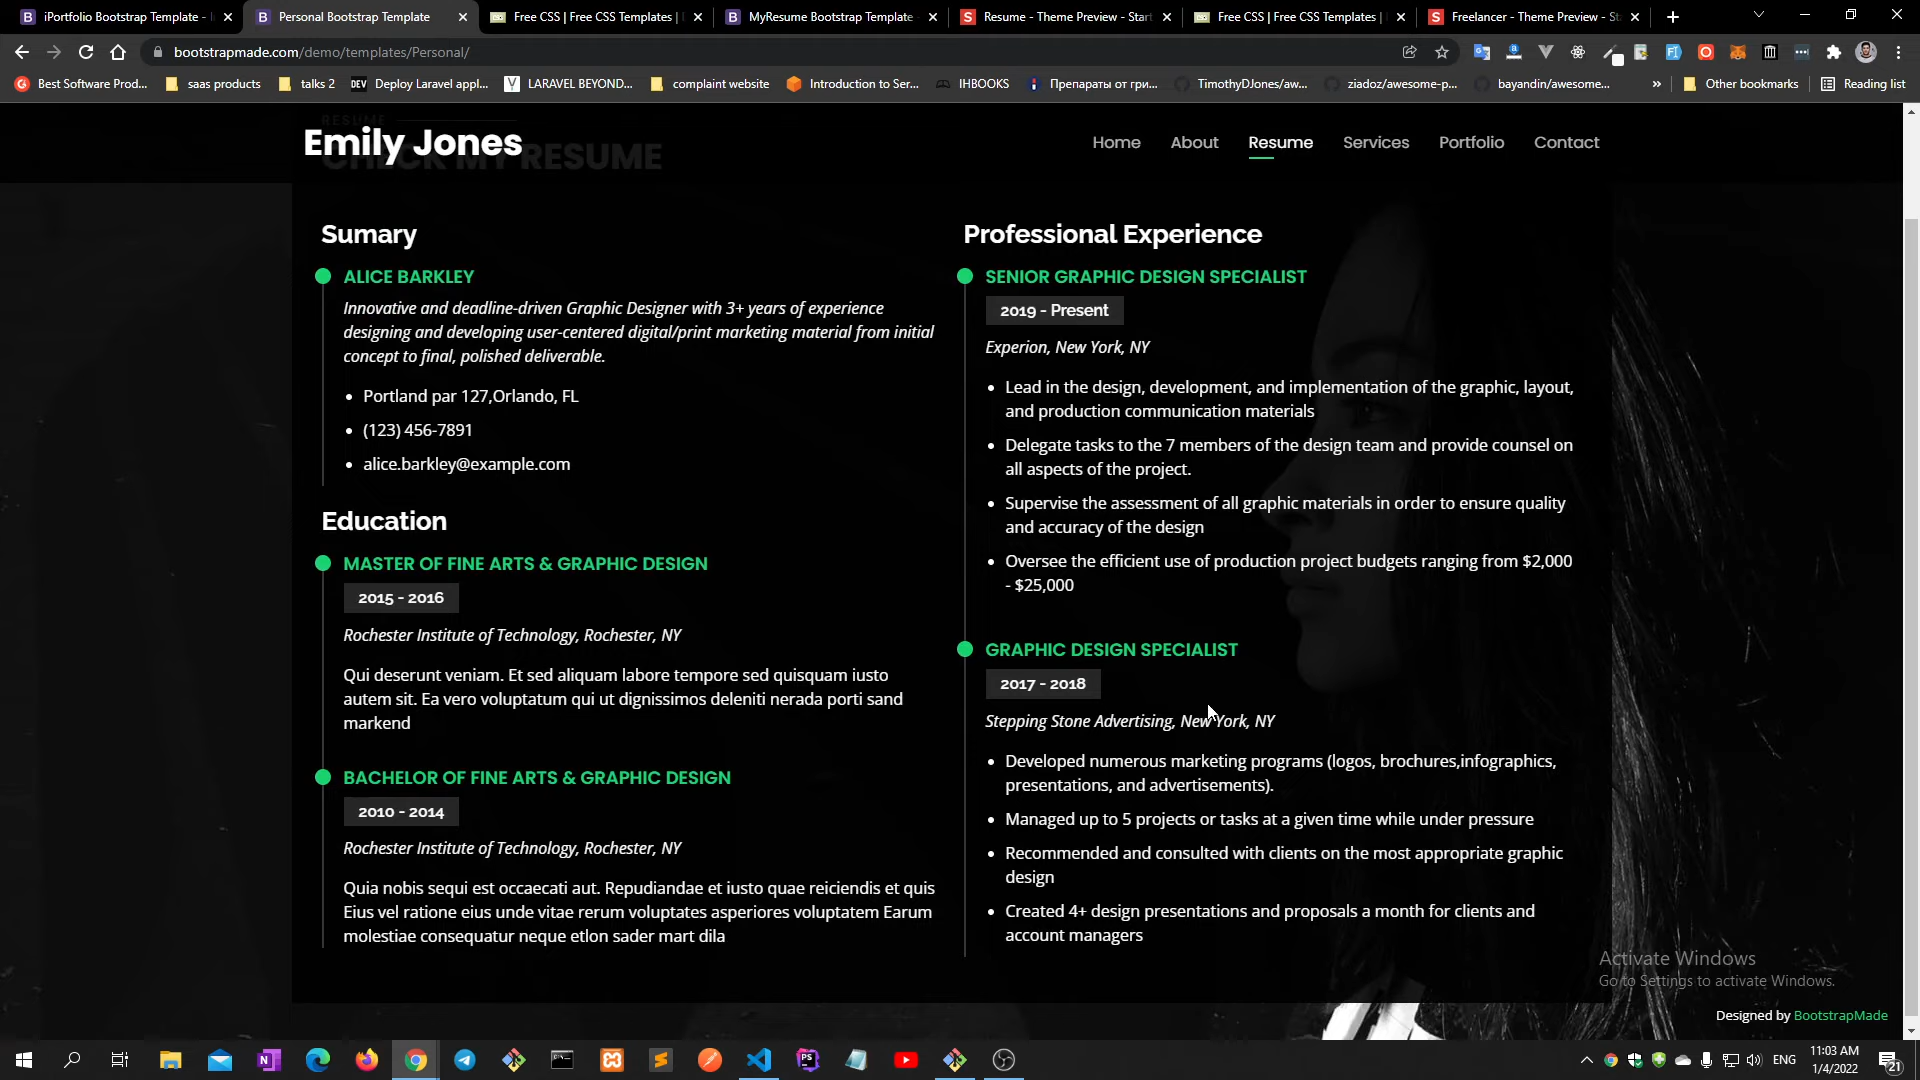 iPortfolio Bootstrap Template - I
Personal Bootstrap Template
Free CSS | Free CSS Templates |
MyResume Bootstrap Template
Resume - Theme Preview - Start
Free CSS | Free CSS Templates |
Freelancer - Theme Preview - St
bootstrapmade.com/demo/templates/Personal/
Best Software Prod...
saas products
talks 2
DEV
Deploy Laravel appl...
LARAVEL BEYOND...
complaint website
Introduction to Ser...
IHBOOKS
Препараты от гри...
TimothyDJones/aw...
ziadoz/awesome-p...
bayandin/awesome...
»
Other bookmarks
Reading list
RESUME
CHECK MY RESUME
Emily Jones
Home
About
Resume
Services
Portfolio
Contact
Sumary
ALICE BARKLEY
Innovative and deadline-driven Graphic Designer with 3+ years of experience
designing and developing user-centered digital/print marketing material from initial
concept to final, polished deliverable.
• Portland par 127,Orlando, FL
• (123) 456-7891
• alice.barkley@example.com
Education
MASTER OF FINE ARTS & GRAPHIC DESIGN
2015 - 2016
Rochester Institute of Technology, Rochester, NY
Qui deserunt veniam. Et sed aliquam labore tempore sed quisquam iusto
autem sit. Ea vero voluptatum qui ut dignissimos deleniti nerada porti sand
markend
BACHELOR OF FINE ARTS & GRAPHIC DESIGN
2010 - 2014
Rochester Institute of Technology, Rochester, NY
Quia nobis sequi est occaecati aut. Repudiandae et iusto quae reiciendis et quis
Eius vel ratione eius unde vitae rerum voluptates asperiores voluptatem Earum
molestiae consequatur neque etlon sader mart dila
Professional Experience
SENIOR GRAPHIC DESIGN SPECIALIST
2019 - Present
Experion, New York, NY
• Lead in the design, development, and implementation of the graphic, layout,
and production communication materials
• Delegate tasks to the 7 members of the design team and provide counsel on
all aspects of the project.
• Supervise the assessment of all graphic materials in order to ensure quality
and accuracy of the design
• Oversee the efficient use of production project budgets ranging from $2,000
- $25,000
GRAPHIC DESIGN SPECIALIST
2017 - 2018
Stepping Stone Advertising, New York, NY
• Developed numerous marketing programs (logos, brochures,infographics,
presentations, and advertisements).
• Managed up to 5 projects or tasks at a given time while under pressure
• Recommended and consulted with clients on the most appropriate graphic
design
• Created 4+ design presentations and proposals a month for clients and
account managers
Activate Windows
Go to Settings to activate Windows.
Designed by BootstrapMade
ENG
11:03 AM
1/4/2022
21